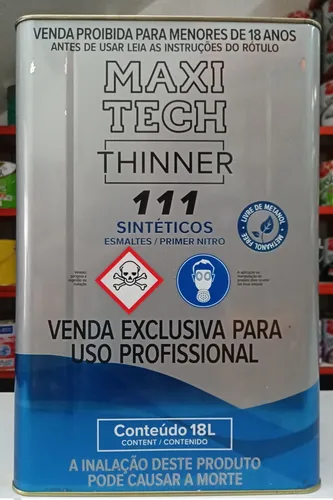 VENDA PROIBIDA PARA MENORES DE 18 ANOS
ANTES DE USAR LEIA AS INSTRUÇÕES DO RÓTULO
MAXI
TECH
THINNER
111
SINTÉTICOS
ESMALTES / PRIMER NITRO
LIVRE DE METANOL
METHANOL FREE
VENDA EXCLUSIVA PARA
USO PROFISSIONAL
Conteúdo 18L
CONTENT / CONTENIDO
A INALAÇÃO DESTE PRODUTO
PODE CAUSAR A MORTE